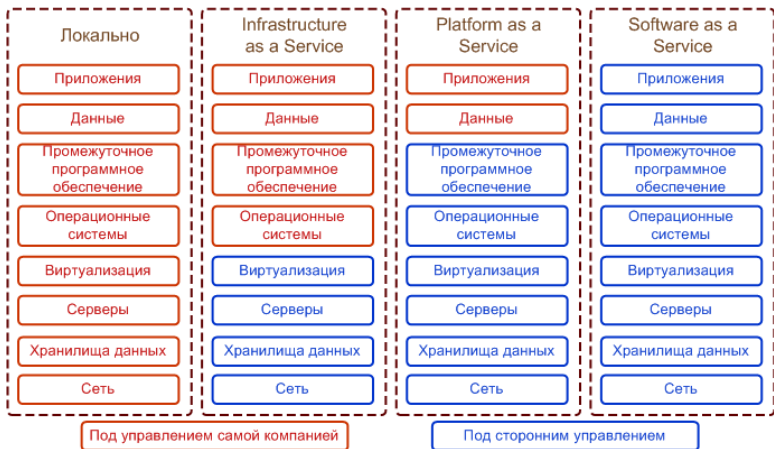 Локально
Приложения
Данные
Промежуточное
программное
обеспечение
Операционные
системы
Виртуализация
Серверы
Хранилища данных
Сеть
Infrastructure
as a Service
Приложения
Данные
Промежуточное
программное
обеспечение
Операционные
системы
Виртуализация
Серверы
Хранилища данных
Сеть
Platform as a
Service
Приложения
Данные
Промежуточное
программное
обеспечение
Операционные
системы
Виртуализация
Серверы
Хранилища данных
Сеть
Software as a
Service
Приложения
Данные
Промежуточное
программное
обеспечение
Операционные
системы
Виртуализация
Серверы
Хранилища данных
Сеть
Под управлением самой компанией
Под сторонним управлением